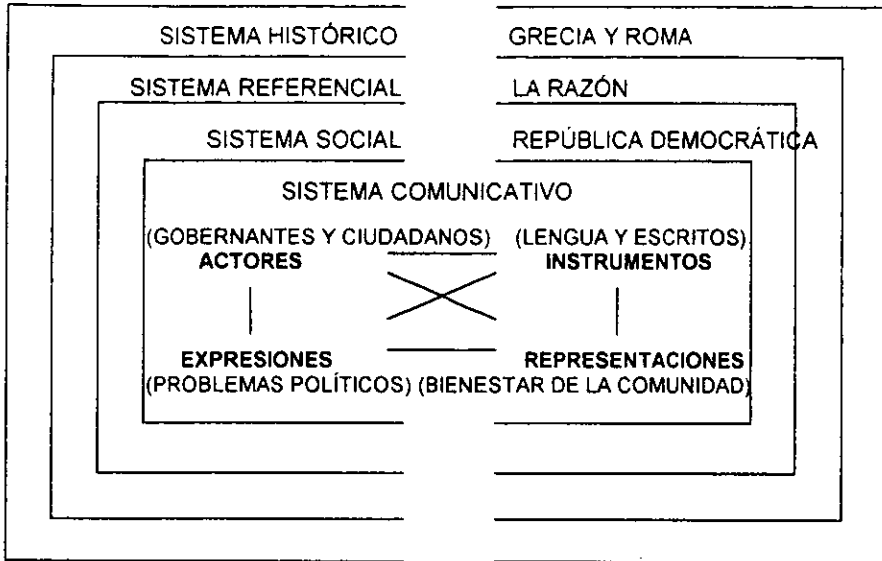 SISTEMA HISTÓRICO GRECIA Y ROMA
SISTEMA REFERENCIAL LA RAZÓN
SISTEMA SOCIAL REPÚBLICA DEMOCRÁTICA
SISTEMA COMUNICATIVO
(GOBERNANTES Y CIUDADANOS) (LENGUA Y ESCRITOS)
ACTORES INSTRUMENTOS
EXPRESIONES REPRESENTACIONES
(PROBLEMAS POLÍTICOS) (BIENESTAR DE LA COMUNIDAD)